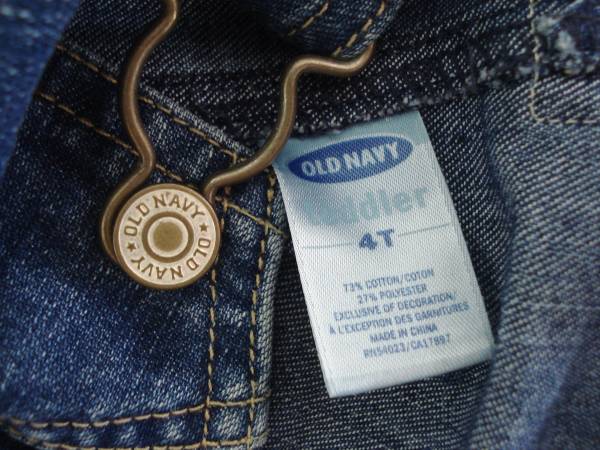 OLD NAVY
OLD NAVY
OLD NAVY
toddler
4T
73% COTTON/COTON
27% POLYESTER
EXCLUSIVE OF DECORATION/
À L'EXCEPTION DES GARNITURES
MADE IN CHINA
RN54023/CA17897